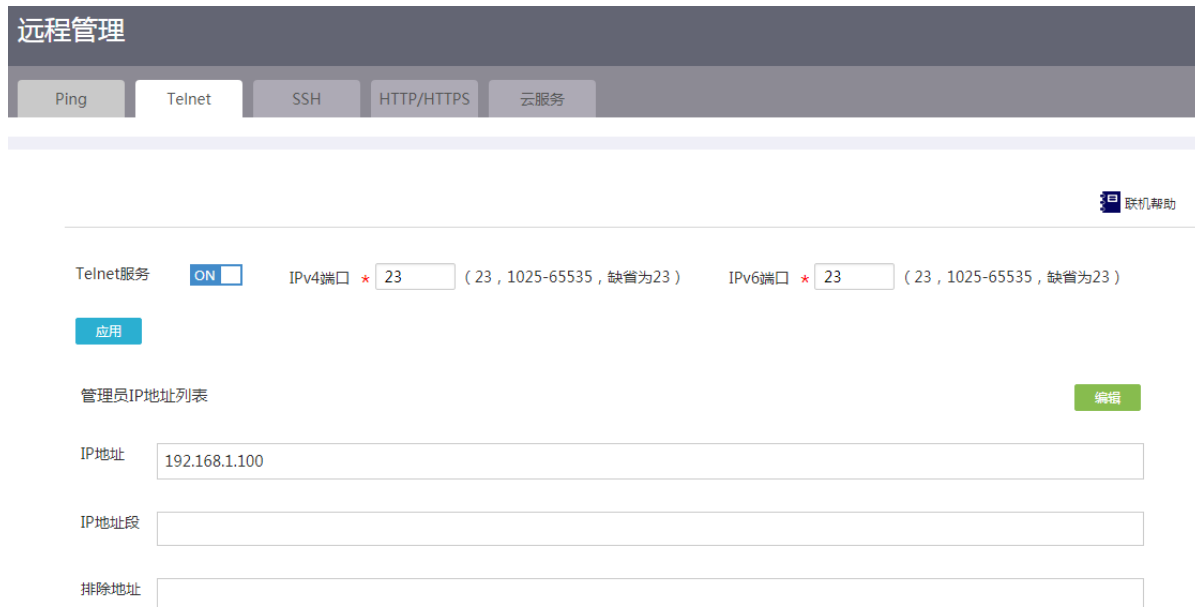 远程管理
Ping Telnet SSH HTTP/HTTPS 云服务
联机帮助
Telnet服务 ON IPv4端口 * 23 ( 23 , 1025-65535 , 缺省为23 ) IPv6端口 * 23 ( 23 , 1025-65535 , 缺省为23 )
应用
管理员IP地址列表 编辑
IP地址 192.168.1.100
IP地址段
排除地址